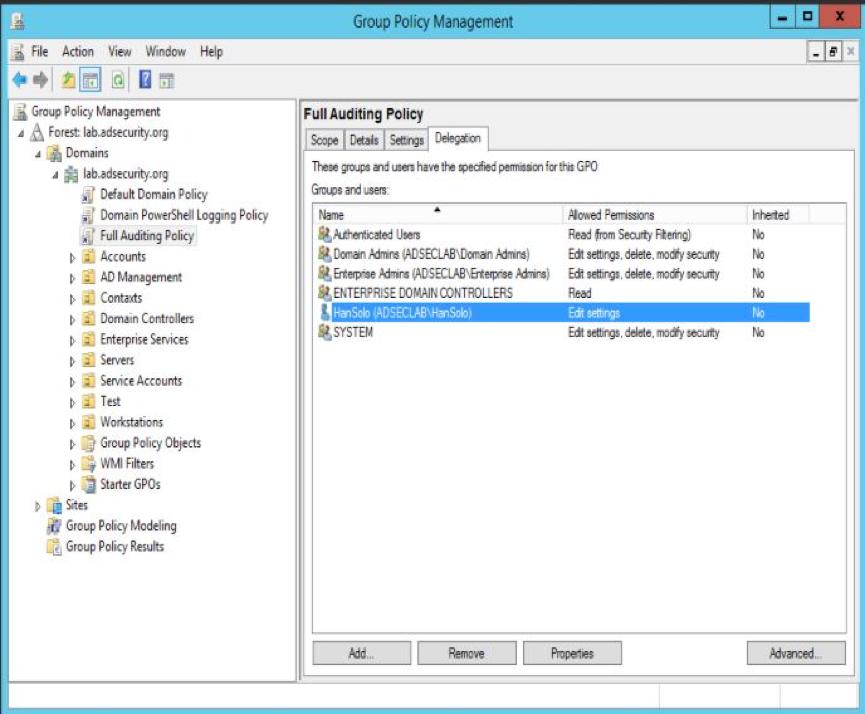 Group Policy Management
File Action View Window Help
Group Policy Management
Forest: lab.adsecurity.org
Domains
lab.adsecurity.org
Default Domain Policy
Domain PowerShell Logging Policy
Full Auditing Policy
Accounts
AD Management
Contaxts
Domain Controllers
Enterprise Services
Servers
Service Accounts
Test
Workstations
Group Policy Objects
WMI Filters
Starter GPOs
Sites
Group Policy Modeling
Group Policy Results
Full Auditing Policy
Scope Details Settings Delegation
These groups and users have the specified permission for this GPO
Groups and users:
Name Allowed Permissions Inherited
Authenticated Users Read (from Security Filtering) No
Domain Admins (ADSECLAB\Domain Admins) Edit settings, delete, modify security No
Enterprise Admins (ADSECLAB\Enterprise Admins) Edit settings, delete, modify security No
ENTERPRISE DOMAIN CONTROLLERS Read No
HanSolo (ADSECLAB\HanSolo) Edit settings No
SYSTEM Edit settings, delete, modify security No
Add... Remove Properties Advanced...